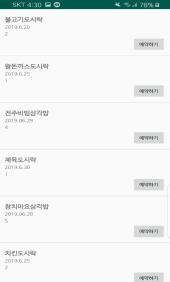 SKT 4:30
76%
불고기도시락
2019.6.20
2
예약하기
왕돈까스도시락
2019.6.25
1
예약하기
전주비빔삼각밥
2019.06.29
4
예약하기
제육도시락
2019.6.30
1
예약하기
참치마요삼각밥
2019.06.28
5
예약하기
치킨도시락
2019.6.25
2
예약하기